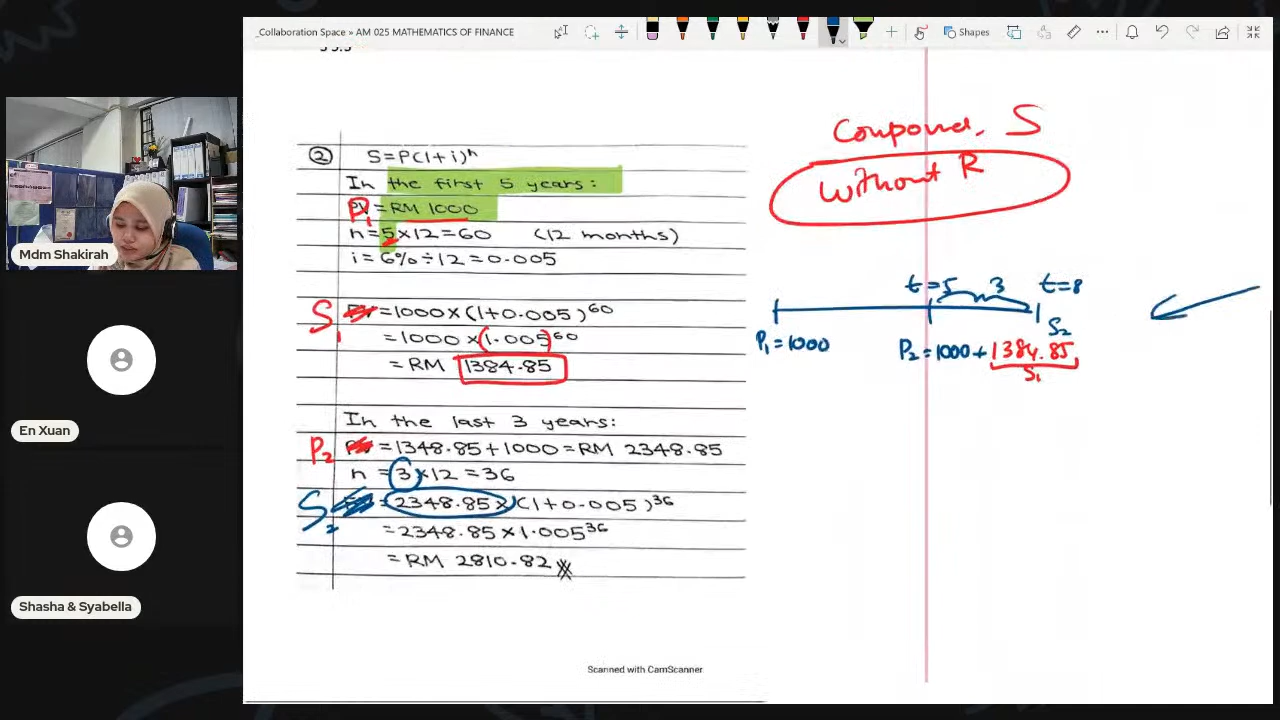 _Collaboration Space » AM 025 MATHEMATICS OF FINANCE
Shapes
Mdm Shakirah
En Xuan
Shasha & Syabella
② S=P(1+i)ⁿ
In the first 5 years:
P₁ = RM 1000
n=5×12=60 (12 months)
i = 6% ÷ 12 = 0.005
S₁ = 1000 × (1+0.005)⁶⁰
= 1000 × (1.005)⁶⁰
= RM 1384.85
In the last 3 years:
P₂ = 1348.85 + 1000 = RM 2348.85
n = 3×12 = 36
S₂ = 2348.85 × (1+0.005)³⁶
= 2348.85 × 1.005³⁶
= RM 2810.82
Scanned with CamScanner
Compound, S
Without R
t=5 3 t=8
S₂
P₁ = 1000 P₂ = 1000 + 1384.85
S₁